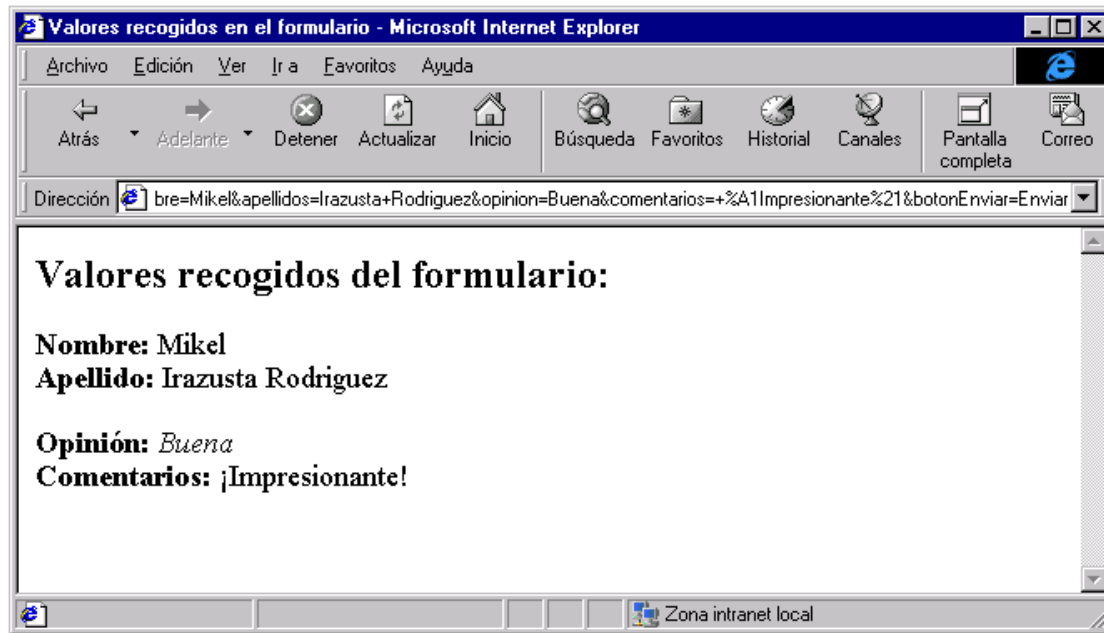 Valores recogidos en el formulario - Microsoft Internet Explorer
Archivo Edición Ver Ir a Favoritos Ayuda
Atrás Adelante Detener Actualizar Inicio Búsqueda Favoritos Historial Canales Pantalla completa Correo
Dirección bre=Mikel&apellidos=Irazusta+Rodriguez&opinion=Buena&comentarios=+%A1Impresionante%21&botonEnviar=Enviar
Valores recogidos del formulario:
Nombre: Mikel
Apellido: Irazusta Rodriguez
Opinión: Buena
Comentarios: ¡Impresionante!
Zona intranet local